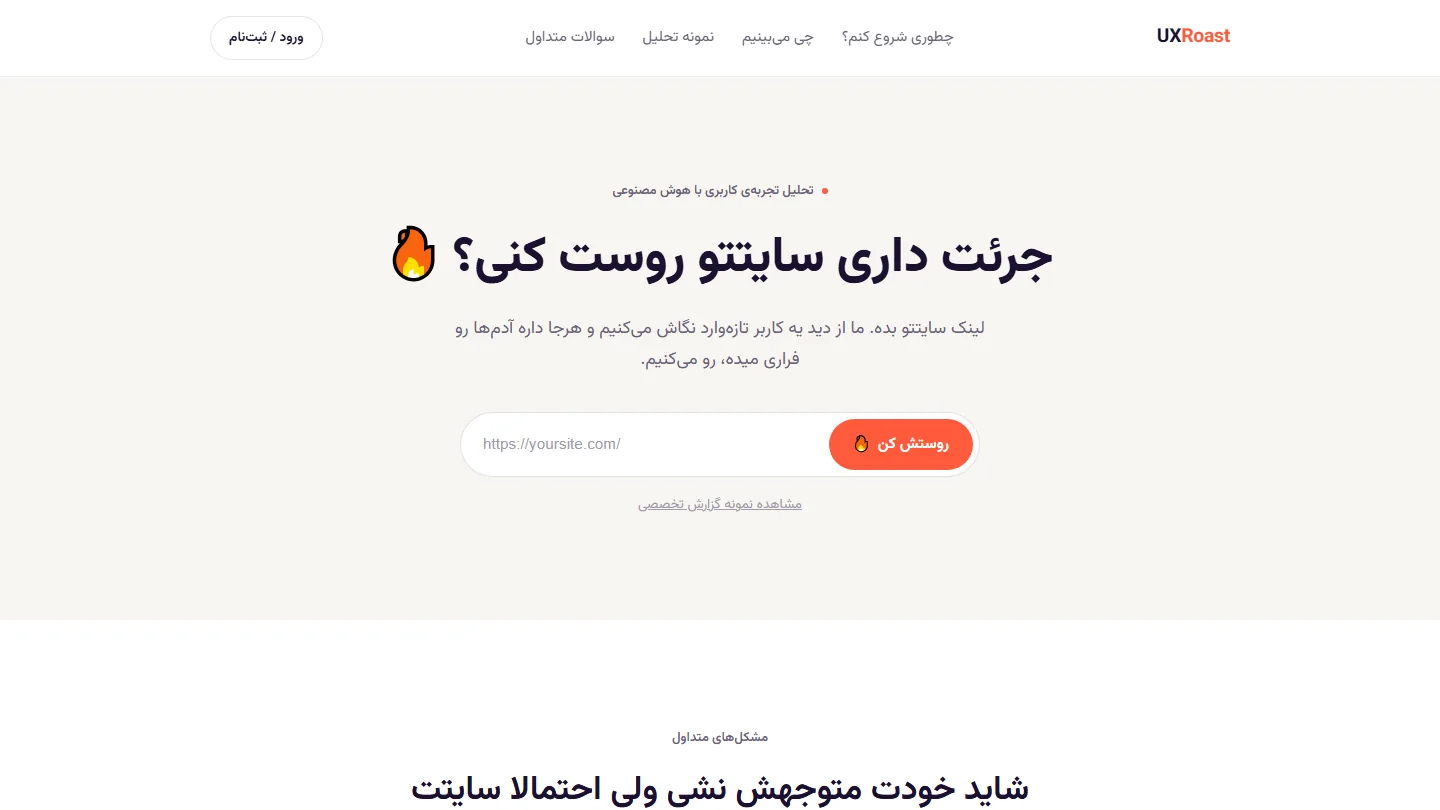 UXRoast
چطوری شروع کنم؟
چی می‌بینیم
نمونه تحلیل
سوالات متداول
ورود / ثبت‌نام
تحلیل تجربه‌ی کاربری با هوش مصنوعی
جرئت داری سایتتو روست کنی؟ 🔥
لینک سایتتو بده. ما از دید یه کاربر تازه‌وارد نگاش می‌کنیم و هرجا داره آدم‌ها رو
فراری میده، رو می‌کنیم.
روستش کن 🔥
https://yoursite.com/
مشاهده نمونه گزارش تخصصی
مشکل‌های متداول
شاید خودت متوجهش نشی ولی احتمالا سایتت